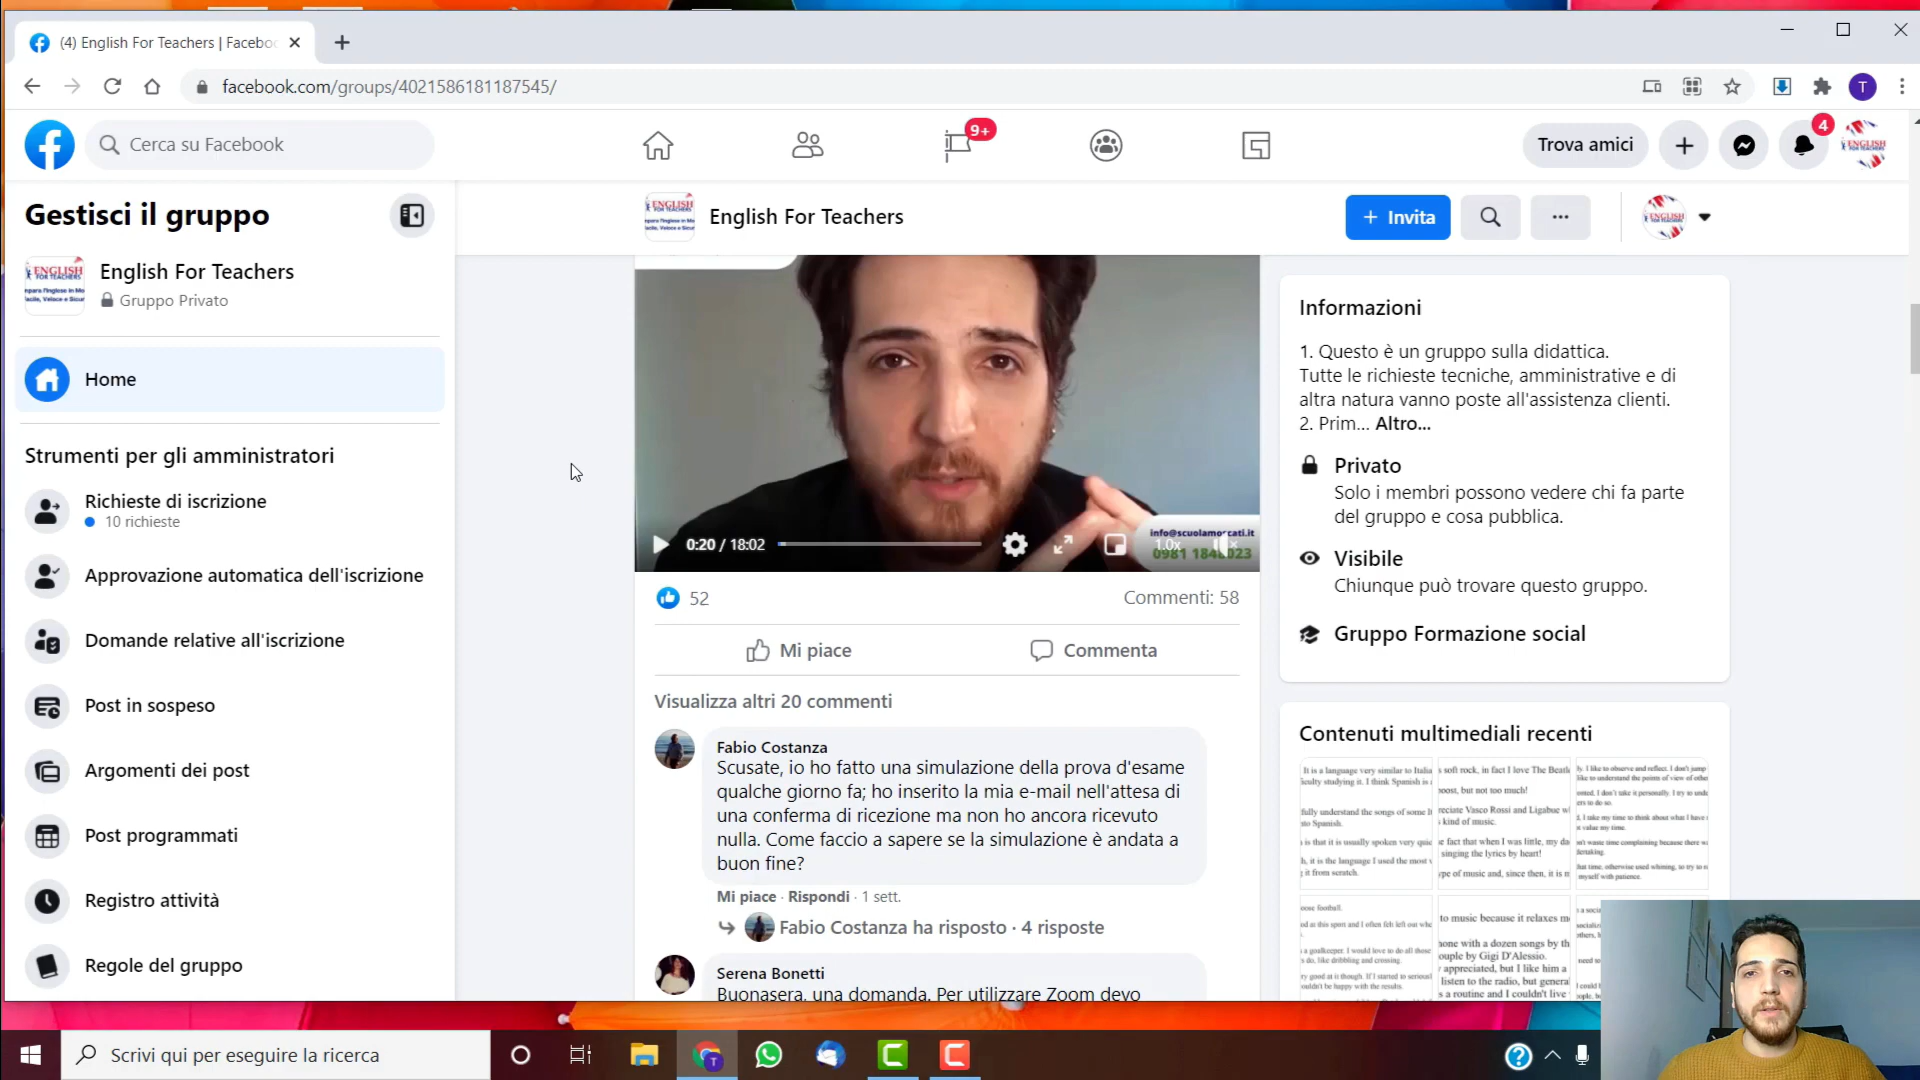 (4) English For Teachers | Faceboo
facebook.com/groups/4021586181187545/
T
Cerca su Facebook
9+
Trova amici
4
Gestisci il gruppo
English For Teachers
Gruppo Privato
Home
Strumenti per gli amministratori
Richieste di iscrizione
10 richieste
Approvazione automatica dell'iscrizione
Domande relative all'iscrizione
Post in sospeso
Argomenti dei post
Post programmati
Registro attività
Regole del gruppo
English For Teachers
+ Invita
0:20 / 18:02
info@scuolamoscati.it
1.0x
52
Commenti: 58
Mi piace
Commenta
Visualizza altri 20 commenti
Fabio Costanza
Scusate, io ho fatto una simulazione della prova d'esame
qualche giorno fa; ho inserito la mia e-mail nell'attesa di
una conferma di ricezione ma non ho ancora ricevuto
nulla. Come faccio a sapere se la simulazione è andata a
buon fine?
Mi piace · Rispondi · 1 sett.
Fabio Costanza ha risposto · 4 risposte
Serena Bonetti
Buonasera, una domanda. Per utilizzare Zoom devo
Informazioni
1. Questo è un gruppo sulla didattica.
Tutte le richieste tecniche, amministrative e di
altra natura vanno poste all'assistenza clienti.
2. Prim... Altro...
Privato
Solo i membri possono vedere chi fa parte
del gruppo e cosa pubblica.
Visibile
Chiunque può trovare questo gruppo.
Gruppo Formazione social
Contenuti multimediali recenti
Scrivi qui per eseguire la ricerca